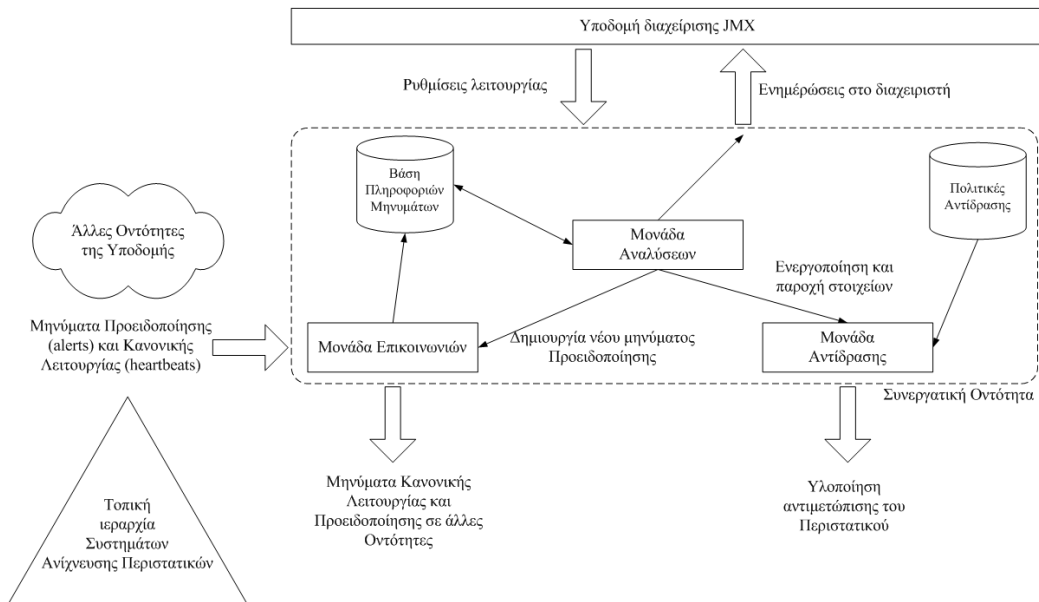 Υποδομή διαχείρισης JMX
Ρυθμίσεις λειτουργίας
Ενημέρώσεις στο διαχειριστή
Βάση
Πληροφοριών
Μηνυμάτων
Πολιτικές
Αντίδρασης
Άλλες Οντότητες
της Υποδομής
Μονάδα
Αναλύσεων
Ενεργοποίηση και
παροχή στοιχείων
Μηνύματα Προειδοποίησης
(alerts) και Κανονικής
Λειτουργίας (heartbeats)
Μονάδα Επικοινωνιών
Δημιουργία νέου μηνύματος
Προειδοποίησης
Μονάδα
Αντίδρασης
Συνεργατική Οντότητα
Μηνύματα Κανονικής
Λειτουργίας και
Προειδοποίησης σε άλλες
Οντότητες
Υλοποίηση
αντιμετώπισης του
Περιστατικού
Τοπική
ιεραρχία
Συστημάτων
Ανίχνευσης Περιστατικών